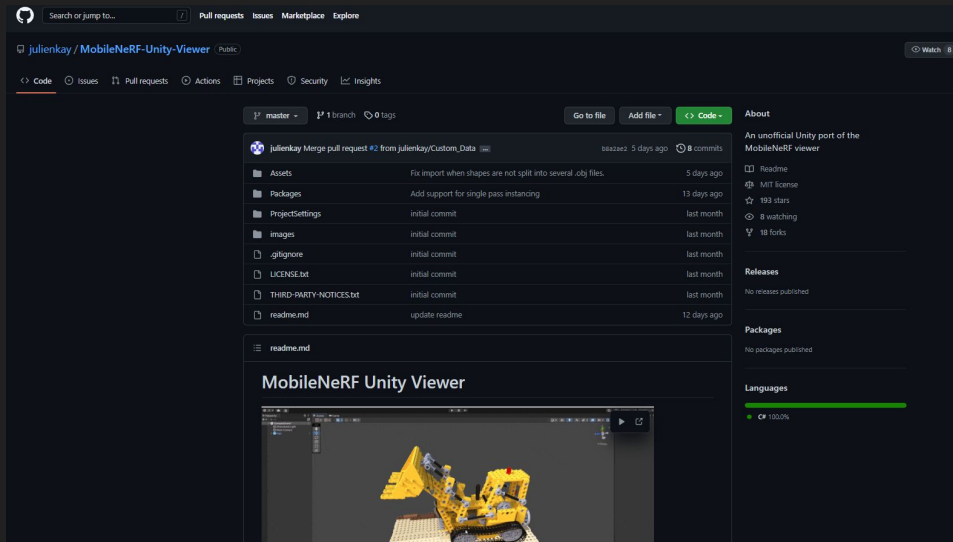 Search or jump to... / Pull requests Issues Marketplace Explore
julienkay / MobileNeRF-Unity-Viewer Public
Watch 8
Code Issues Pull requests Actions Projects Security Insights
master 1 branch 0 tags Go to file Add file Code
julienkay Merge pull request #2 from julienkay/Custom_Data ... b8a2ae2 5 days ago 8 commits
Assets Fix import when shapes are not split into several .obj files. 5 days ago
Packages Add support for single pass instancing 13 days ago
ProjectSettings initial commit last month
images initial commit last month
.gitignore initial commit last month
LICENSE.txt initial commit last month
THIRD-PARTY-NOTICES.txt initial commit last month
readme.md update readme 12 days ago
readme.md
MobileNeRF Unity Viewer
About
An unofficial Unity port of the
MobileNeRF viewer
Readme
MIT license
193 stars
8 watching
18 forks
Releases
No releases published
Packages
No packages published
Languages
C# 100.0%